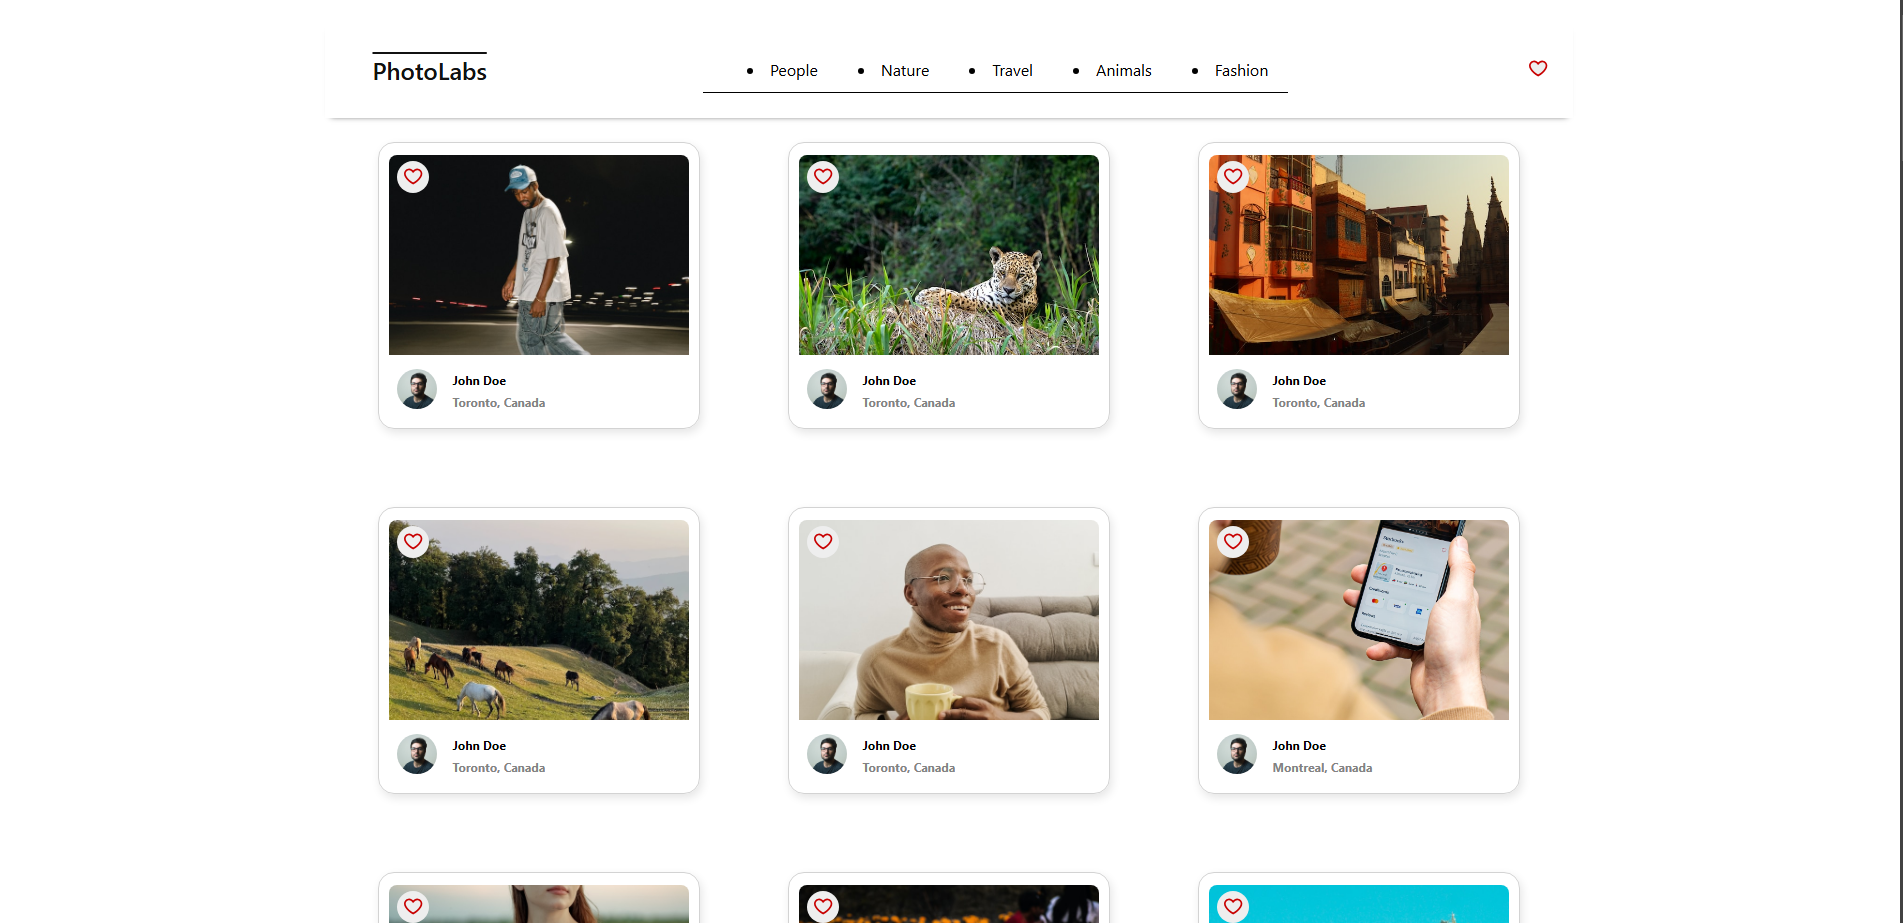 PhotoLabs
People
Nature
Travel
Animals
Fashion
John Doe
Toronto, Canada
John Doe
Toronto, Canada
John Doe
Toronto, Canada
John Doe
Toronto, Canada
John Doe
Toronto, Canada
John Doe
Montreal, Canada